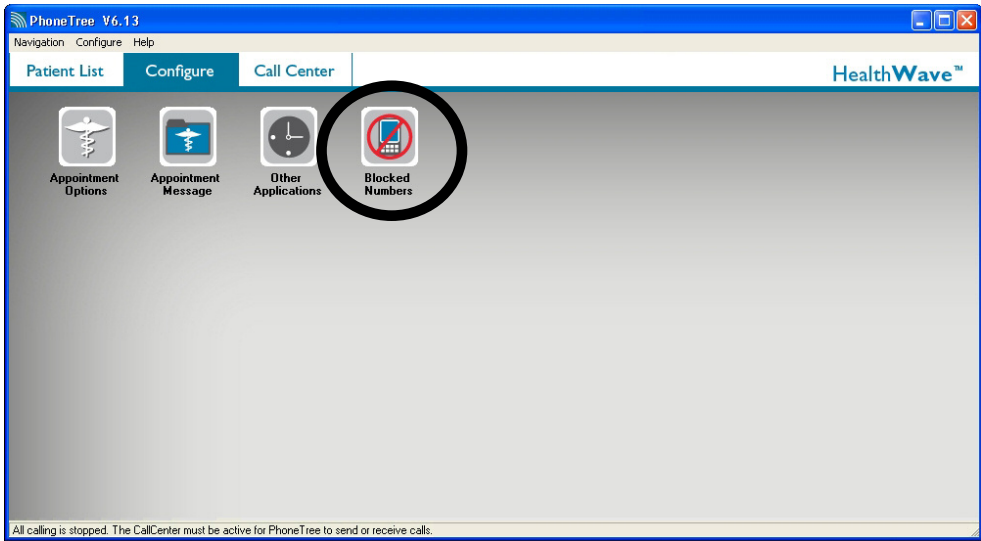 PhoneTree V6.13
Navigation Configure Help
Patient List Configure Call Center HealthWave™
Appointment Options
Appointment Message
Other Applications
Blocked Numbers
All calling is stopped. The CallCenter must be active for PhoneTree to send or receive calls.